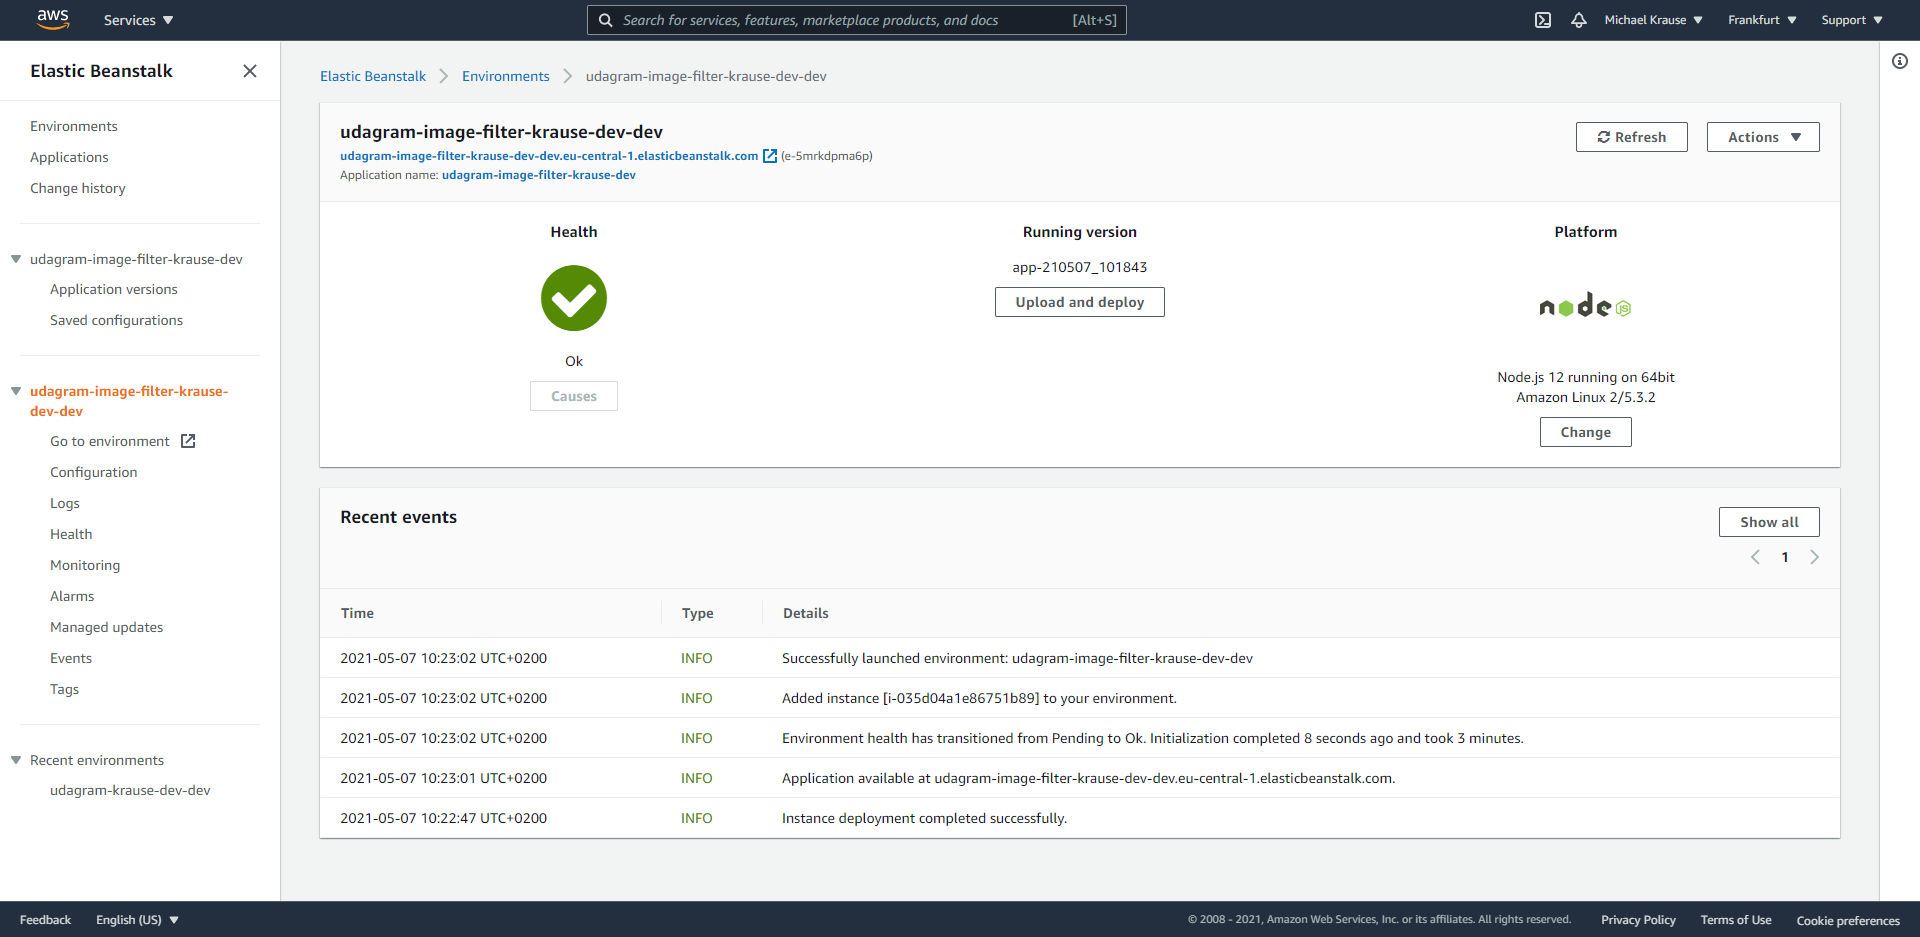 aws
Services
Search for services, features, marketplace products, and docs [Alt+S]
Michael Krause
Frankfurt
Support
Elastic Beanstalk
Environments
Applications
Change history
udagram-image-filter-krause-dev
Application versions
Saved configurations
udagram-image-filter-krause-
dev-dev
Go to environment
Configuration
Logs
Health
Monitoring
Alarms
Managed updates
Events
Tags
Recent environments
udagram-krause-dev-dev
Elastic Beanstalk Environments udagram-image-filter-krause-dev-dev
udagram-image-filter-krause-dev-dev
udagram-image-filter-krause-dev-dev.eu-central-1.elasticbeanstalk.com (e-5mrkdpma6p)
Application name: udagram-image-filter-krause-dev
Refresh
Actions
Health
Ok
Causes
Running version
app-210507_101843
Upload and deploy
Platform
node JS
Node.js 12 running on 64bit
Amazon Linux 2/5.3.2
Change
Recent events
Show all
1
Time Type Details
2021-05-07 10:23:02 UTC+0200 INFO Successfully launched environment: udagram-image-filter-krause-dev-dev
2021-05-07 10:23:02 UTC+0200 INFO Added instance [i-035d04a1e86751b89] to your environment.
2021-05-07 10:23:02 UTC+0200 INFO Environment health has transitioned from Pending to Ok. Initialization completed 8 seconds ago and took 3 minutes.
2021-05-07 10:23:01 UTC+0200 INFO Application available at udagram-image-filter-krause-dev-dev.eu-central-1.elasticbeanstalk.com.
2021-05-07 10:22:47 UTC+0200 INFO Instance deployment completed successfully.
Feedback
English (US)
© 2008 - 2021, Amazon Web Services, Inc. or its affiliates. All rights reserved.
Privacy Policy
Terms of Use
Cookie preferences